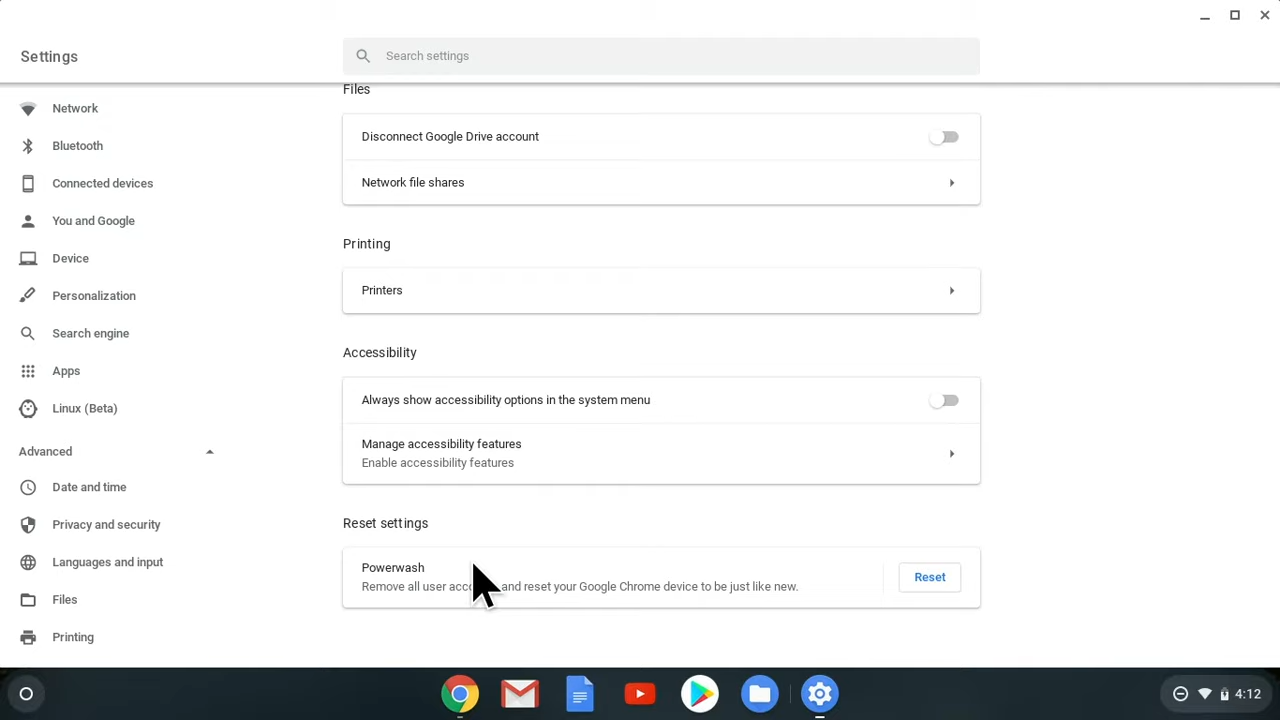 Settings
Search settings
Network
Bluetooth
Connected devices
You and Google
Device
Personalization
Search engine
Apps
Linux (Beta)
Advanced
Date and time
Privacy and security
Languages and input
Files
Printing
Files
Disconnect Google Drive account
Network file shares
Printing
Printers
Accessibility
Always show accessibility options in the system menu
Manage accessibility features
Enable accessibility features
Reset settings
Powerwash
Remove all user and reset your Google Chrome device to be just like new.
Reset
4:12